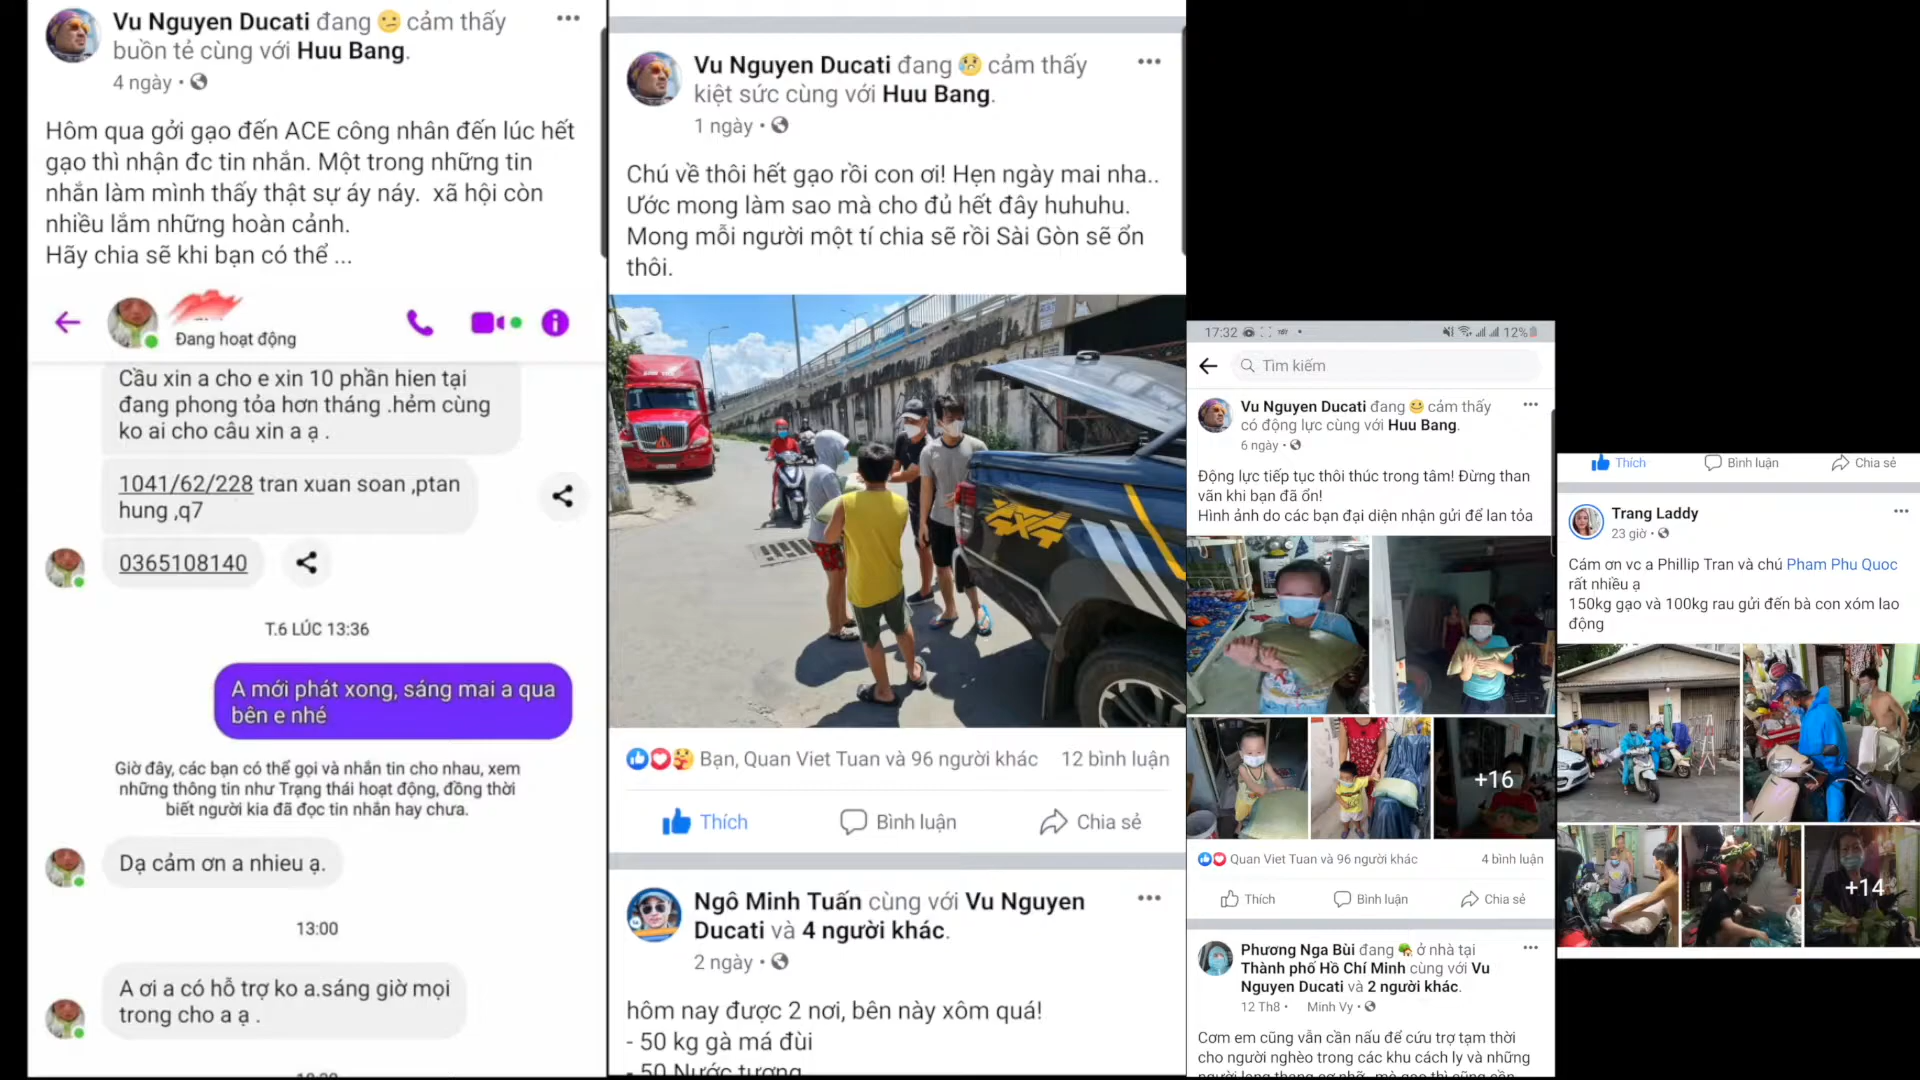 Vu Nguyen Ducati đang cảm thấy
buồn tẻ cùng với Huu Bang.
4 ngày
Hôm qua gởi gạo đến ACE công nhân đến lúc hết
gạo thì nhận đc tin nhắn. Một trong những tin
nhắn làm mình thấy thật sự áy náy. xã hội còn
nhiều lắm những hoàn cảnh.
Hãy chia sẽ khi bạn có thể ...
Đang hoạt động
Cầu xin a cho e xin 10 phần hien tại
đang phong tỏa hơn tháng .hẻm cùng
ko ai cho câu xin a ạ .
1041/62/228 tran xuan soan ,ptan
hung ,q7
0365108140
T.6 LÚC 13:36
A mới phát xong, sáng mai a qua
bên e nhé
Giờ đây, các bạn có thể gọi và nhắn tin cho nhau, xem
những thông tin như Trạng thái hoạt động, đồng thời
biết người kia đã đọc tin nhắn hay chưa.
Dạ cảm ơn a nhieu ạ.
13:00
A ơi a có hỗ trợ ko a.sáng giờ mọi
trong cho a ạ .
Vu Nguyen Ducati đang cảm thấy
kiệt sức cùng với Huu Bang.
1 ngày
Chú về thôi hết gạo rồi con ơi! Hẹn ngày mai nha..
Ước mong làm sao mà cho đủ hết đây huhuhu.
Mong mỗi người một tí chia sẽ rồi Sài Gòn sẽ ổn
thôi.
4X4
Bạn, Quan Viet Tuan và 96 người khác 12 bình luận
Thích Bình luận Chia sẻ
Ngô Minh Tuấn cùng với Vu Nguyen
Ducati và 4 người khác.
2 ngày
hôm nay được 2 nơi, bên này xôm quá!
- 50 kg gà má đùi
- 50 Nước tương
17:32 12%
Tìm kiếm
Vu Nguyen Ducati đang cảm thấy
có động lực cùng với Huu Bang.
6 ngày
Động lực tiếp tục thôi thúc trong tâm! Đừng than
vãn khi bạn đã ổn!
Hình ảnh do các bạn đại diện nhận gửi để lan tỏa
+16
Quan Viet Tuan và 96 người khác 4 bình luận
Thích Bình luận Chia sẻ
Phương Nga Bùi đang ở nhà tại
Thành phố Hồ Chí Minh cùng với Vu
Nguyen Ducati và 2 người khác.
12 Th8 Minh Vy
Cơm em cũng vẫn cần nấu để cứu trợ tạm thời
cho người nghèo trong các khu cách ly và những
Thích Bình luận Chia sẻ
Trang Laddy
23 giờ
Cám ơn vc a Phillip Tran và chú Pham Phu Quoc
rất nhiều ạ
150kg gạo và 100kg rau gửi đến bà con xóm lao
động
+14